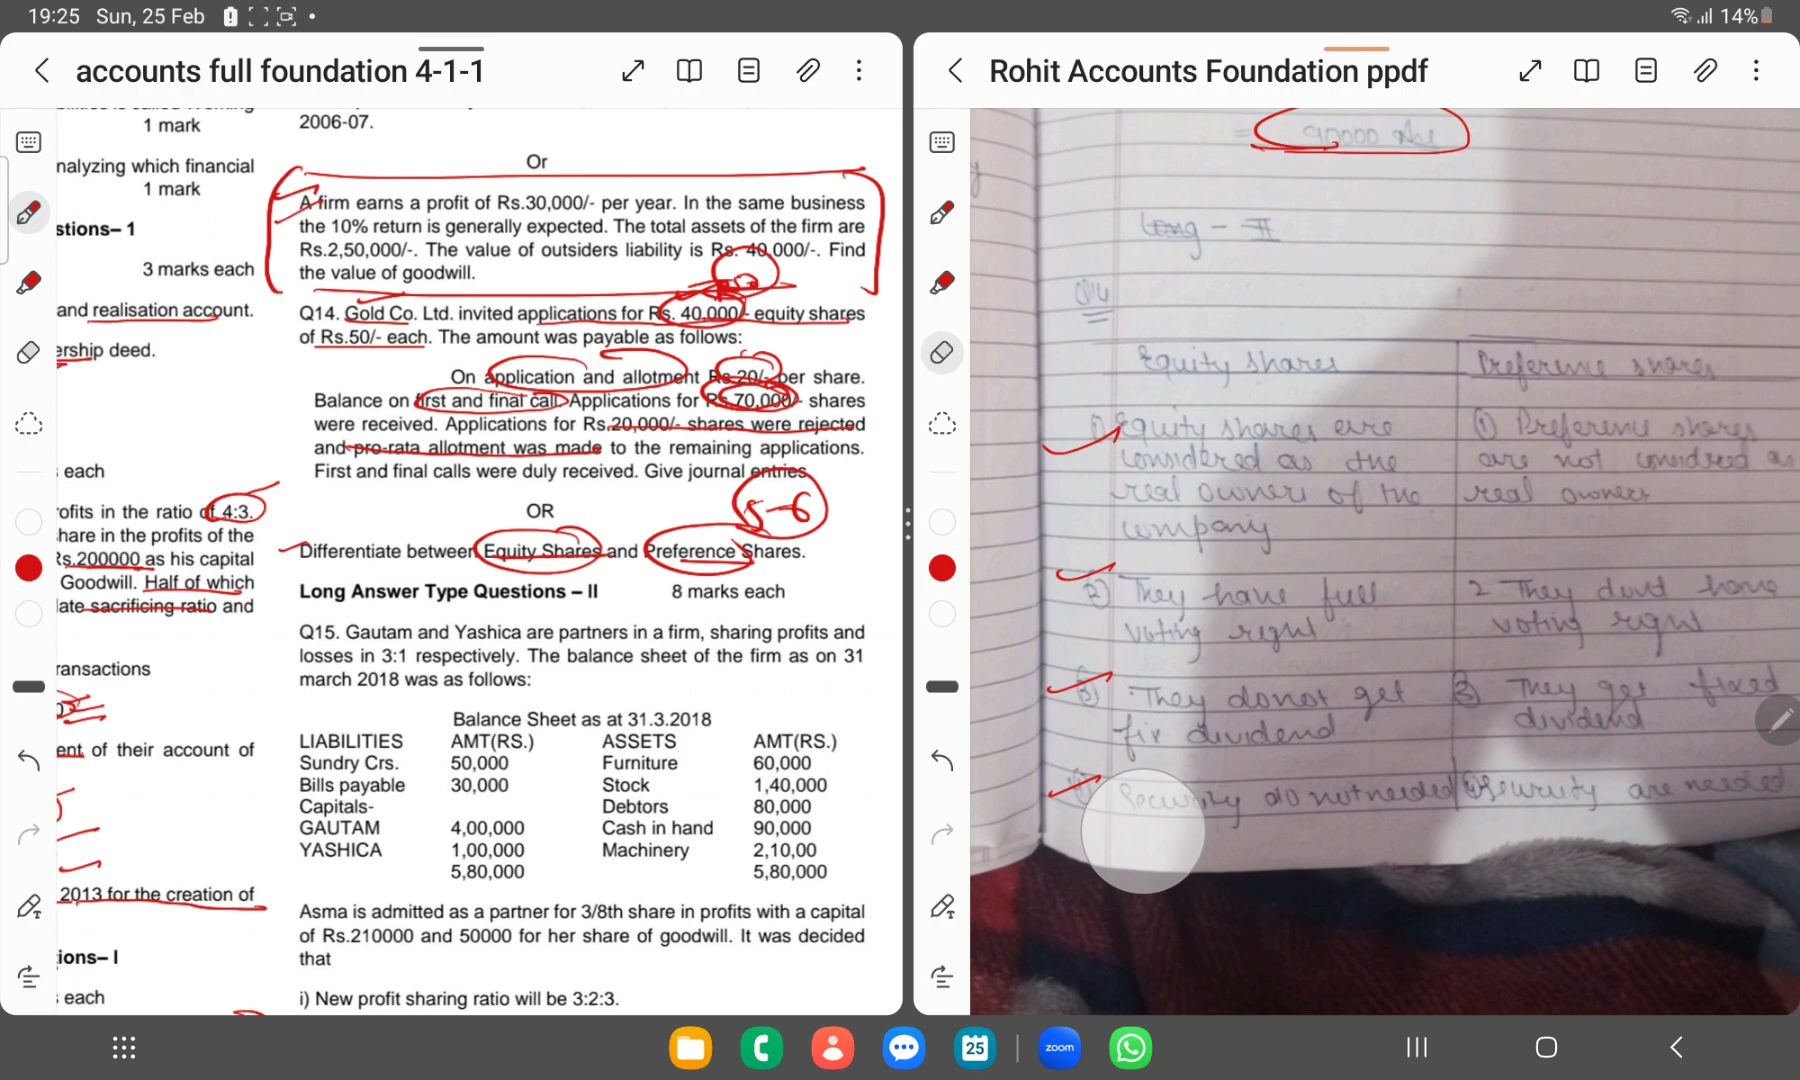 19:25 Sun, 25 Feb
14%
accounts full foundation 4-1-1
1 mark
nalyzing which financial
1 mark
stions– 1
3 marks each
and realisation account.
ership deed.
each
rofits in the ratio of 4:3.
hare in the profits of the
Rs.200000 as his capital
Goodwill. Half of which
late sacrificing ratio and
ransactions
ent of their account of
2013 for the creation of
ions– I
each
2006-07.
Or
A firm earns a profit of Rs.30,000/- per year. In the same business
the 10% return is generally expected. The total assets of the firm are
Rs.2,50,000/-. The value of outsiders liability is Rs. 40,000/-. Find
the value of goodwill.
Q14. Gold Co. Ltd. invited applications for Rs. 40,000/- equity shares
of Rs.50/- each. The amount was payable as follows:
On application and allotment Rs.20/- per share.
Balance on first and final call. Applications for Rs.70,000/- shares
were received. Applications for Rs.20,000/- shares were rejected
and pro-rata allotment was made to the remaining applications.
First and final calls were duly received. Give journal entries.
5-6
OR
Differentiate between Equity Shares and Preference Shares.
Long Answer Type Questions – II 8 marks each
Q15. Gautam and Yashica are partners in a firm, sharing profits and
losses in 3:1 respectively. The balance sheet of the firm as on 31
march 2018 was as follows:
Balance Sheet as at 31.3.2018
LIABILITIES AMT(RS.) ASSETS AMT(RS.)
Sundry Crs. 50,000 Furniture 60,000
Bills payable 30,000 Stock 1,40,000
Capitals- Debtors 80,000
GAUTAM 4,00,000 Cash in hand 90,000
YASHICA 1,00,000 Machinery 2,10,00
5,80,000 5,80,000
Asma is admitted as a partner for 3/8th share in profits with a capital
of Rs.210000 and 50000 for her share of goodwill. It was decided
that
i) New profit sharing ratio will be 3:2:3.
Rohit Accounts Foundation ppdf
= 90000 Ans
Long - II
Q14
Equity shares Preference shares
1) Equity shares are ① Preference shares
considered as the are not considred as
real owners of the real owners
company
2) They have full 2 They dont have
voting right voting right
3) They do not get 3) They get fixed
fix dividend dividend
Security do not needed 4) Security are needed
25
zoom